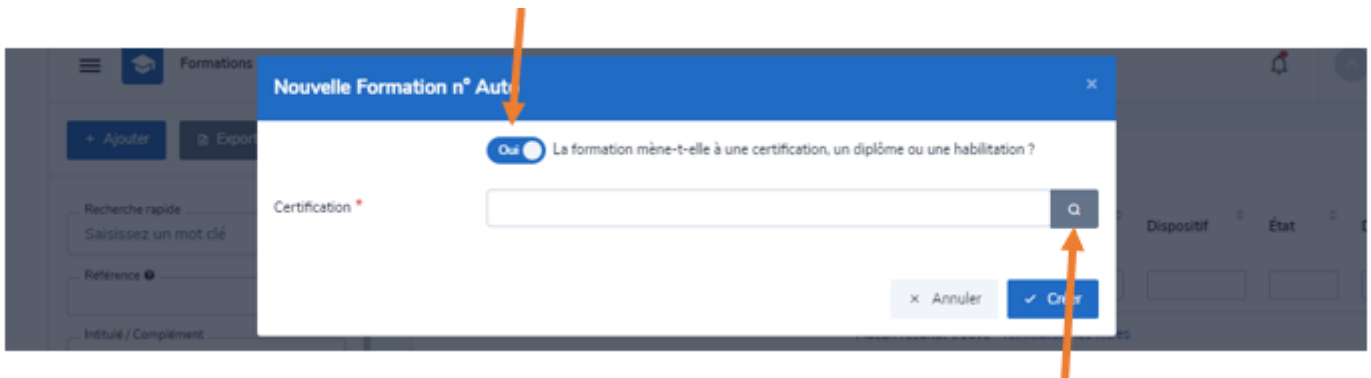 Formations
Nouvelle Formation n° Auto
×
+ Ajouter
Export
Oui La formation mène-t-elle à une certification, un diplôme ou une habilitation ?
Recherche rapide
Saisissez un mot clé
Certification *
Dispositif
État
Référence
× Annuler
✓ Créer
Intitulé / Complément